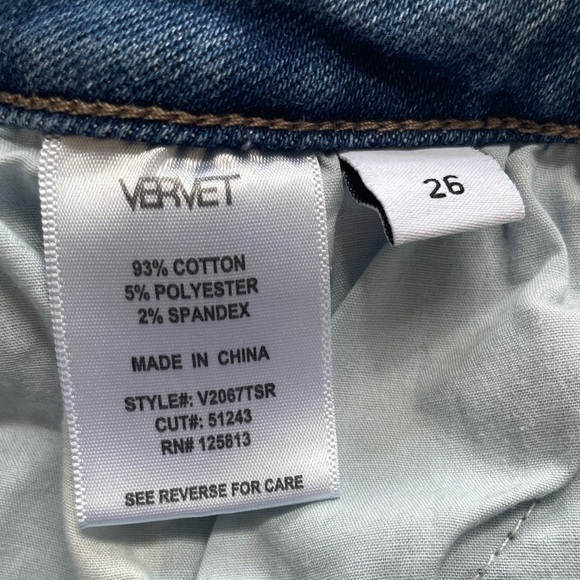 VERVET
93% COTTON
5% POLYESTER
2% SPANDEX
MADE IN CHINA
STYLE#: V2067TSR
CUT#: 51243
RN# 125813
SEE REVERSE FOR CARE
26